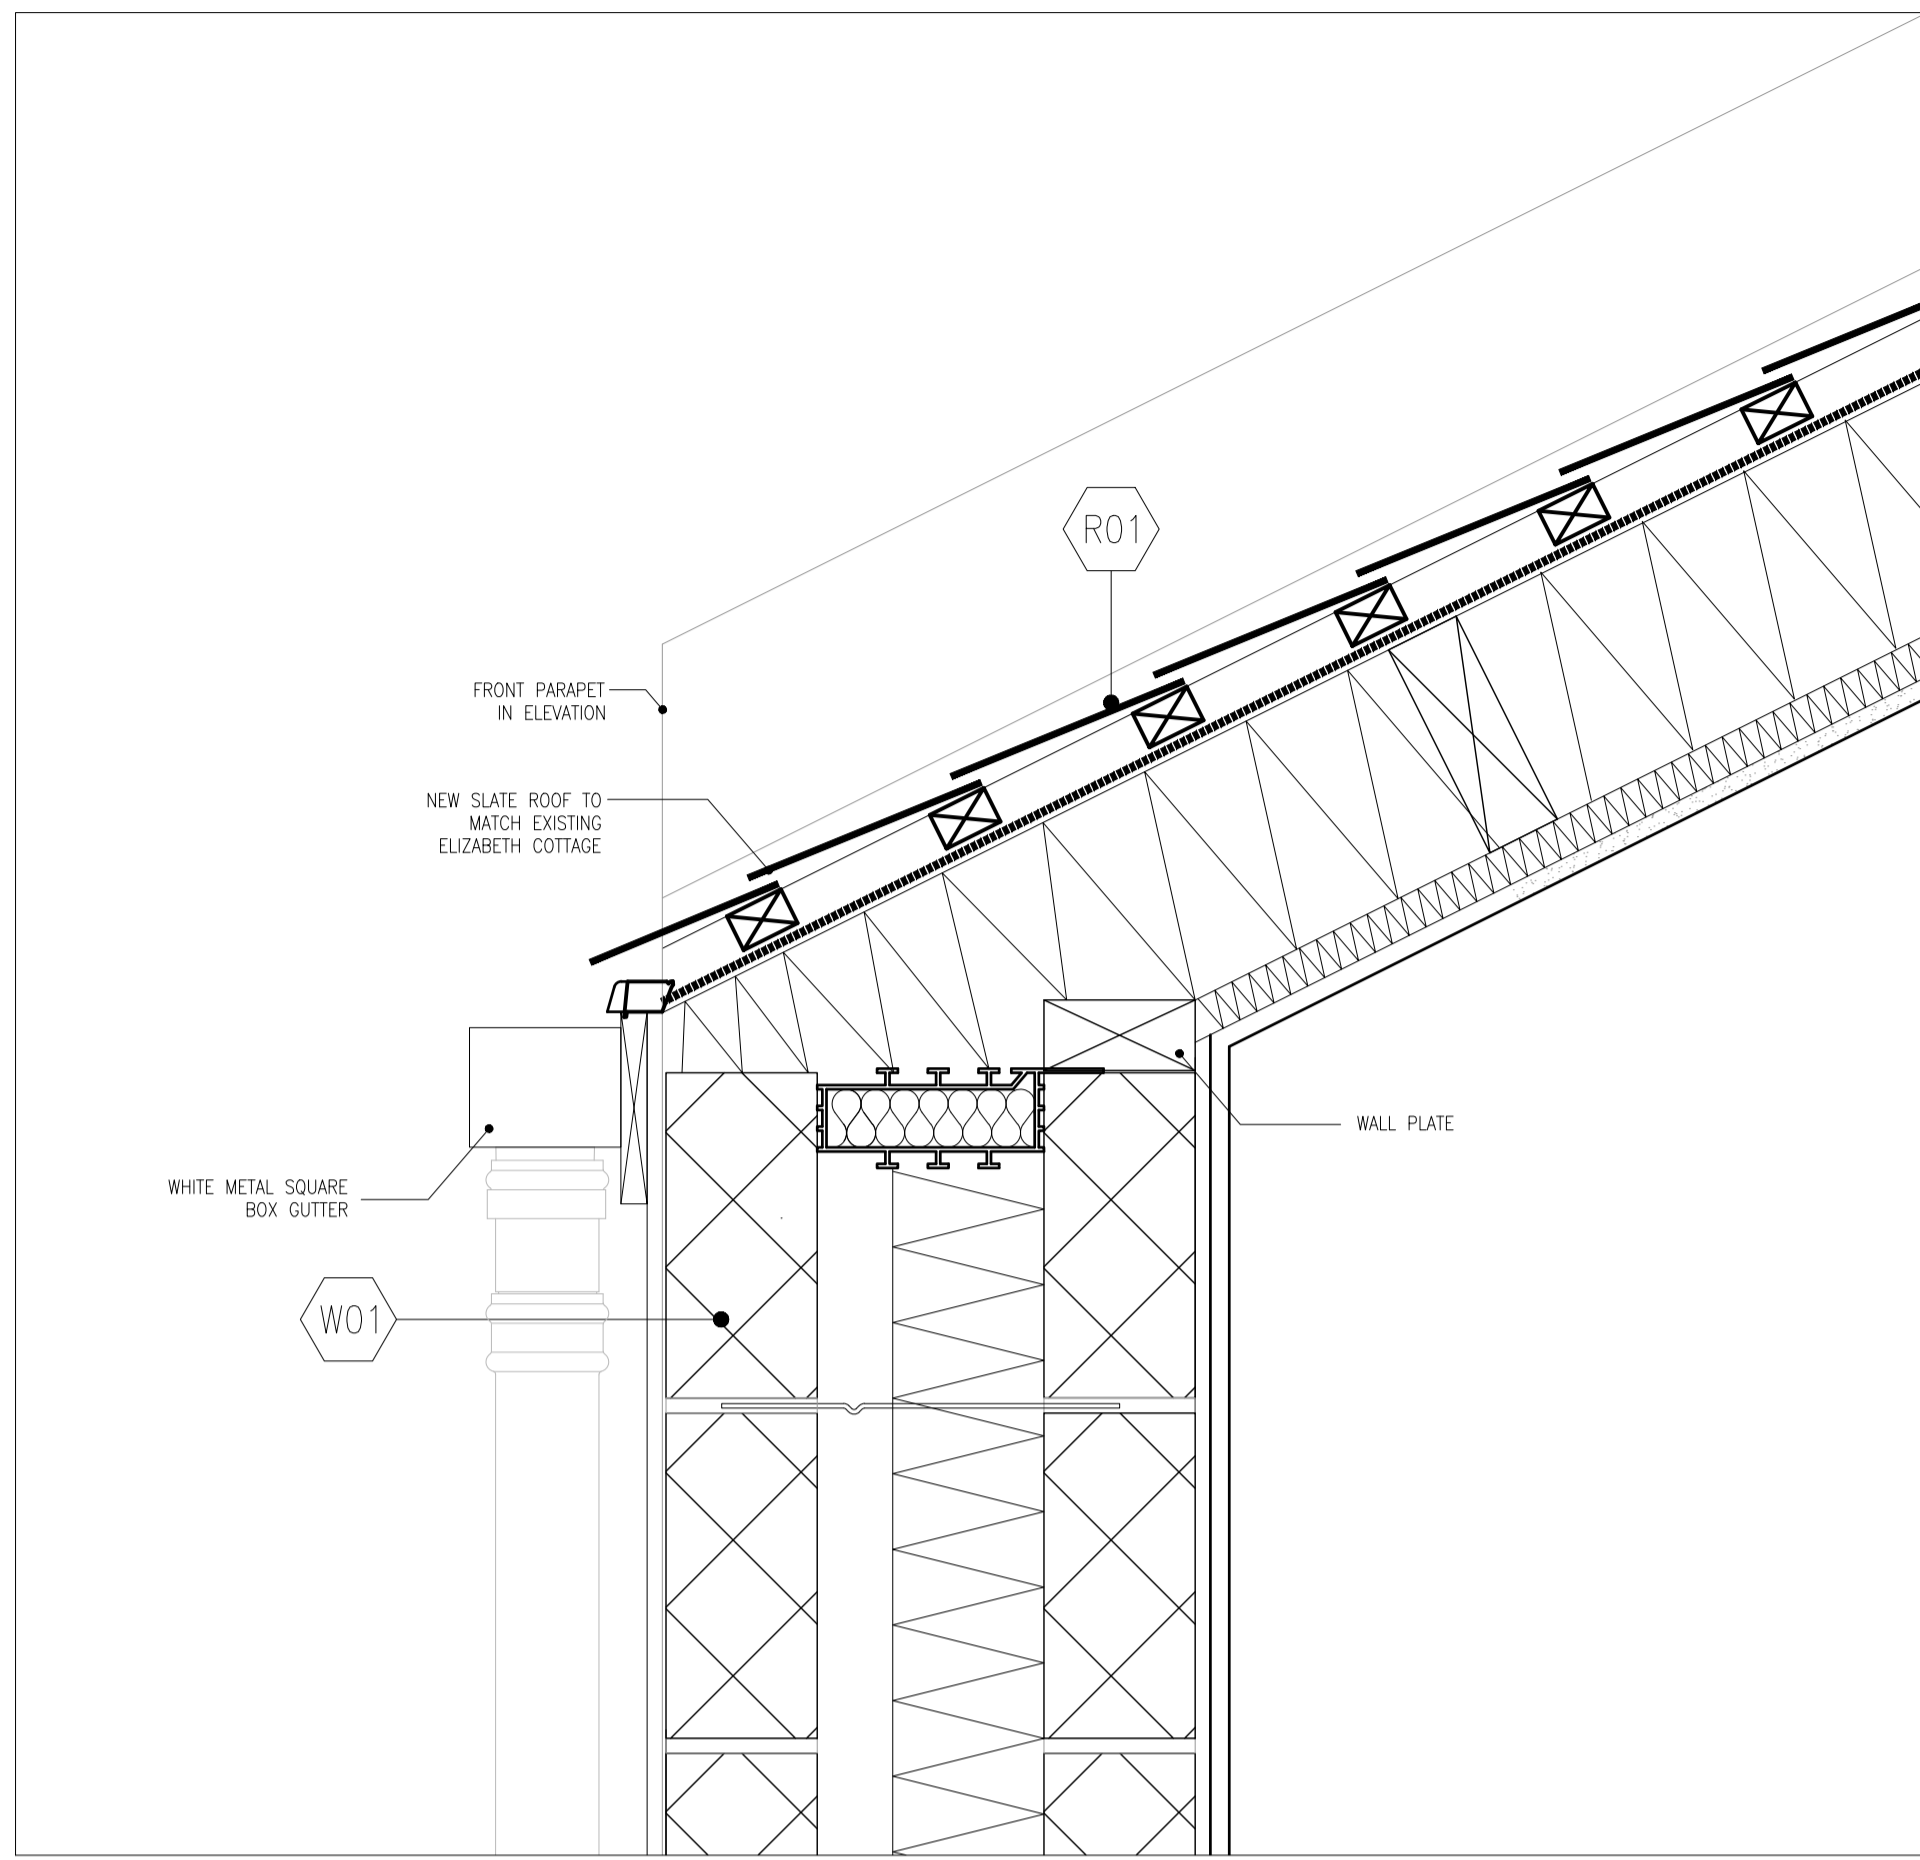 R01
FRONT PARAPET
IN ELEVATION
NEW SLATE ROOF TO
MATCH EXISTING
ELIZABETH COTTAGE
WALL PLATE
WHITE METAL SQUARE
BOX GUTTER
W01